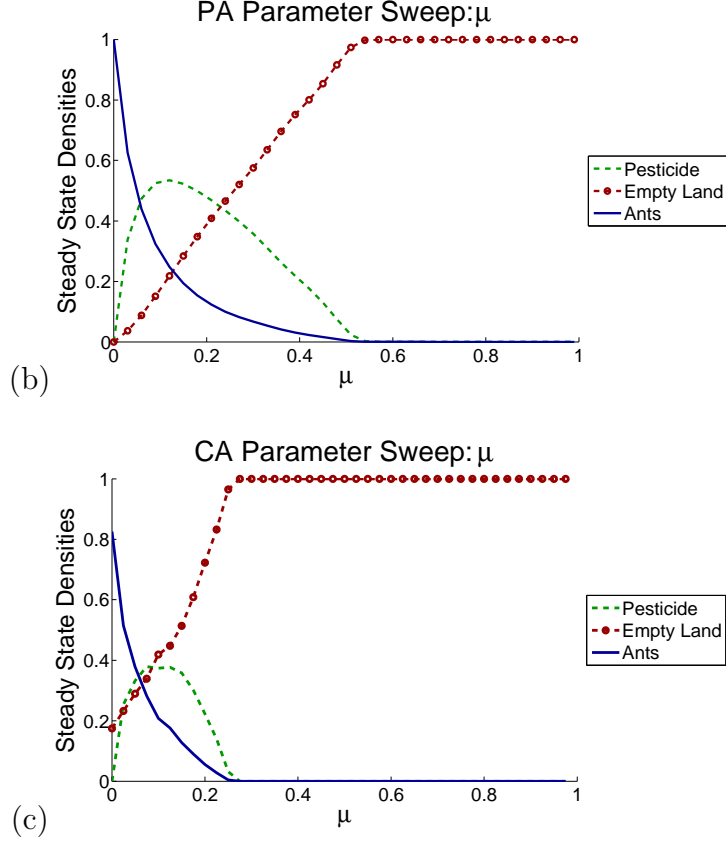 PA Parameter Sweep: μ
1
0.8
0.6
0.4
0.2
0
Steady State Densities
0 0.2 0.4 0.6 0.8 1
μ
Pesticide
Empty Land
Ants
(b)
CA Parameter Sweep: μ
1
0.8
0.6
0.4
0.2
0
Steady State Densities
0 0.2 0.4 0.6 0.8 1
μ
Pesticide
Empty Land
Ants
(c)